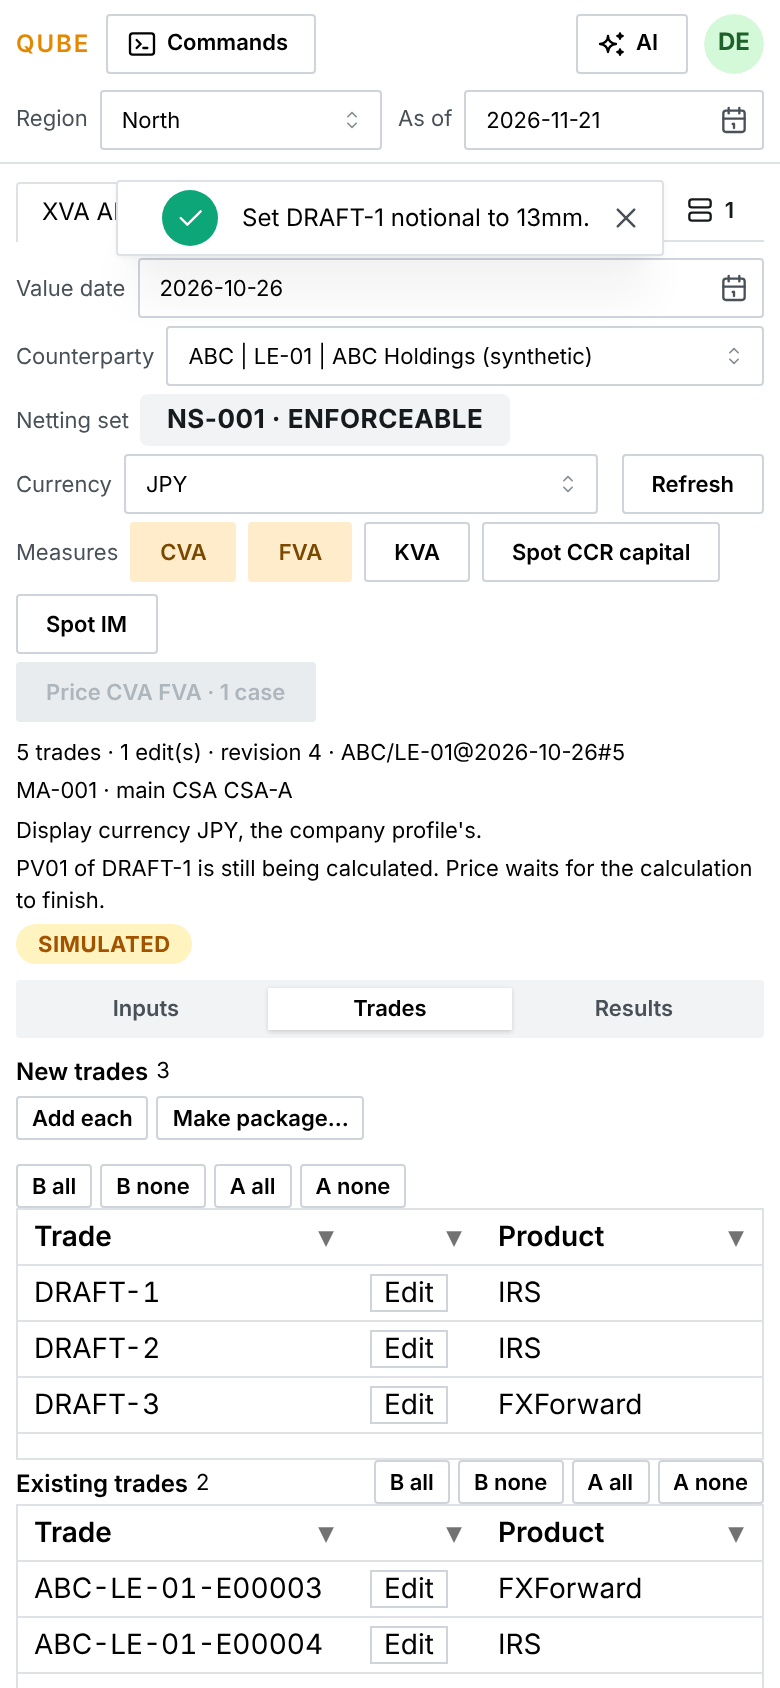 QUBE Commands AI DE
Region North As of 2026-11-21
XVA 1
Set DRAFT-1 notional to 13mm.
Value date 2026-10-26
Counterparty ABC | LE-01 | ABC Holdings (synthetic)
Netting set NS-001 · ENFORCEABLE
Currency JPY Refresh
Measures CVA FVA KVA Spot CCR capital
Spot IM
Price CVA FVA · 1 case
5 trades · 1 edit(s) · revision 4 · ABC/LE-01@2026-10-26#5
MA-001 · main CSA CSA-A
Display currency JPY, the company profile's.
PV01 of DRAFT-1 is still being calculated. Price waits for the calculation
to finish.
SIMULATED
Inputs Trades Results
New trades 3
Add each Make package...
B all B none A all A none
Trade Product
DRAFT-1 Edit IRS
DRAFT-2 Edit IRS
DRAFT-3 Edit FXForward
Existing trades 2 B all B none A all A none
Trade Product
ABC-LE-01-E00003 Edit FXForward
ABC-LE-01-E00004 Edit IRS